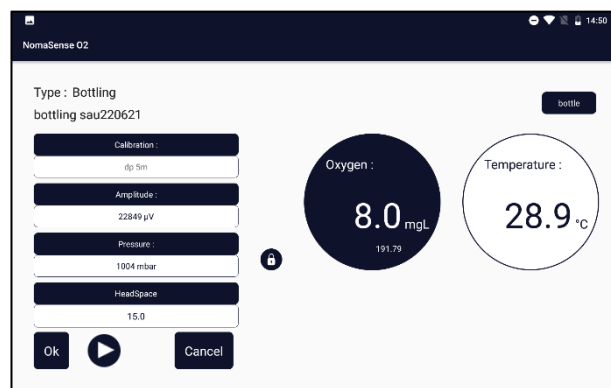 14:50
NomaSense O2
Type : Bottling
bottling sau220621
bottle
Calibration :
dp 5m
Amplitude :
22849 µV
Pressure :
1004 mbar
HeadSpace
15.0
Ok
Cancel
Oxygen :
8.0 mgL
191.79
Temperature :
28.9 °C